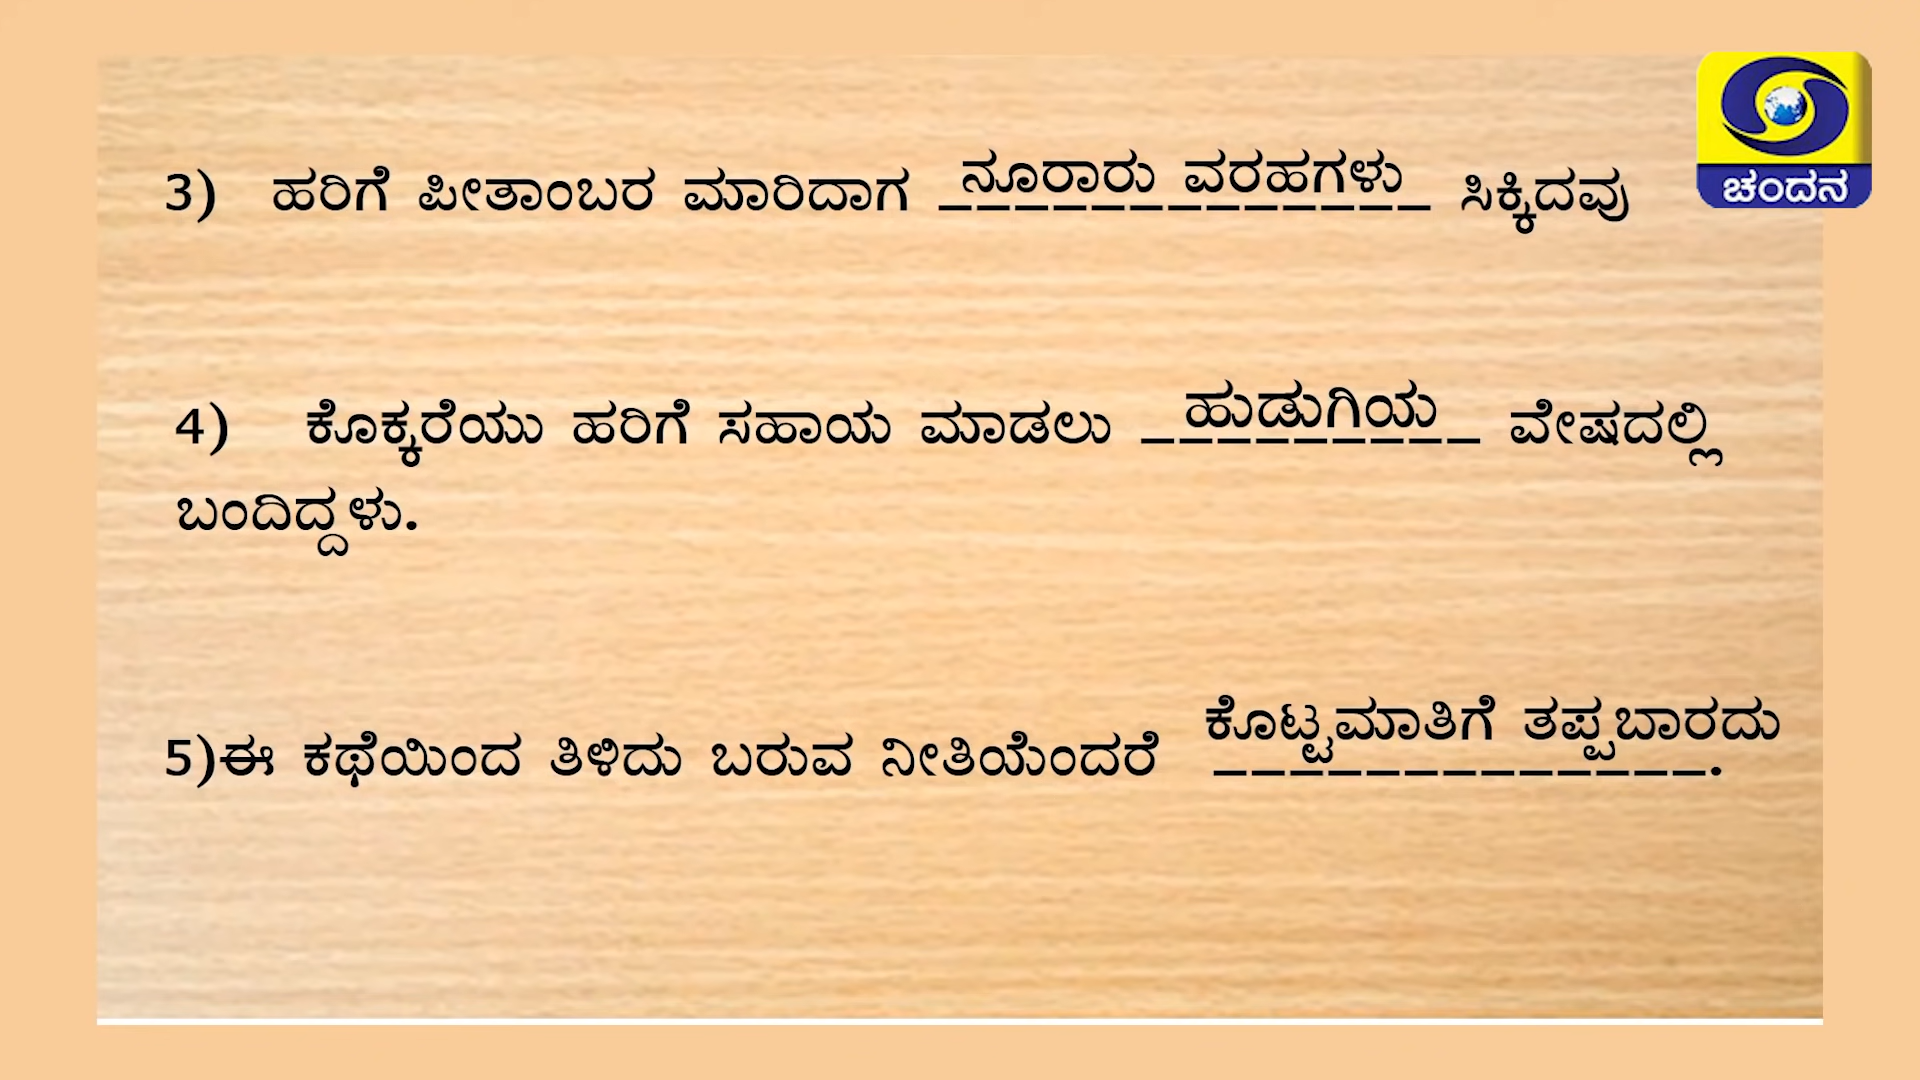 3) ಹರಿಗೆ ಪೀತಾಂಬರ ಮಾರಿದಾಗ ನೂರಾರು ವರಹಗಳು ಸಿಕ್ಕಿದವು
ಚಂದನ
4) ಕೊಕ್ಕರೆಯು ಹರಿಗೆ ಸಹಾಯ ಮಾಡಲು ಹುಡುಗಿಯ ವೇಷದಲ್ಲಿ
ಬಂದಿದ್ದಳು.
5)ಈ ಕಥೆಯಿಂದ ತಿಳಿದು ಬರುವ ನೀತಿಯೆಂದರೆ ಕೊಟ್ಟಮಾತಿಗೆ ತಪ್ಪಬಾರದು.